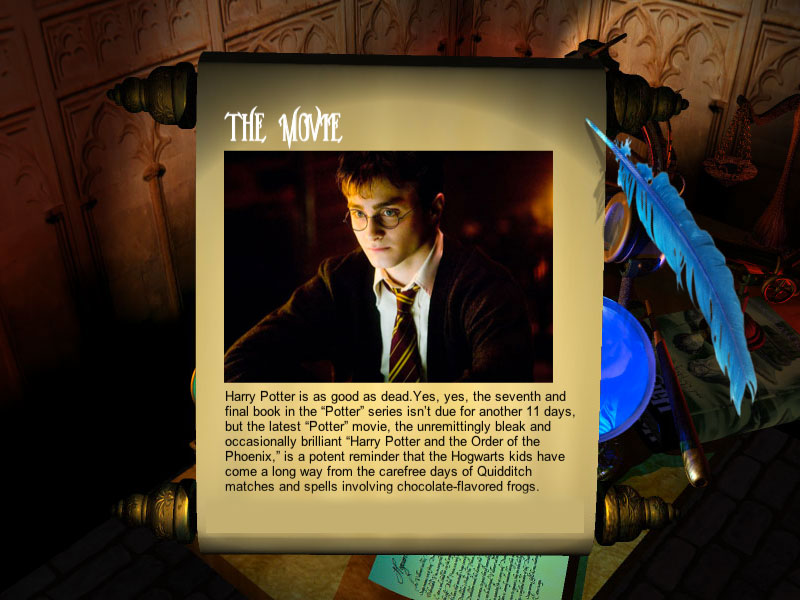 THE MOVIE
Harry Potter is as good as dead.Yes, yes, the seventh and
final book in the “Potter” series isn’t due for another 11 days,
but the latest “Potter” movie, the unremittingly bleak and
occasionally brilliant “Harry Potter and the Order of the
Phoenix,” is a potent reminder that the Hogwarts kids have
come a long way from the carefree days of Quidditch
matches and spells involving chocolate-flavored frogs.